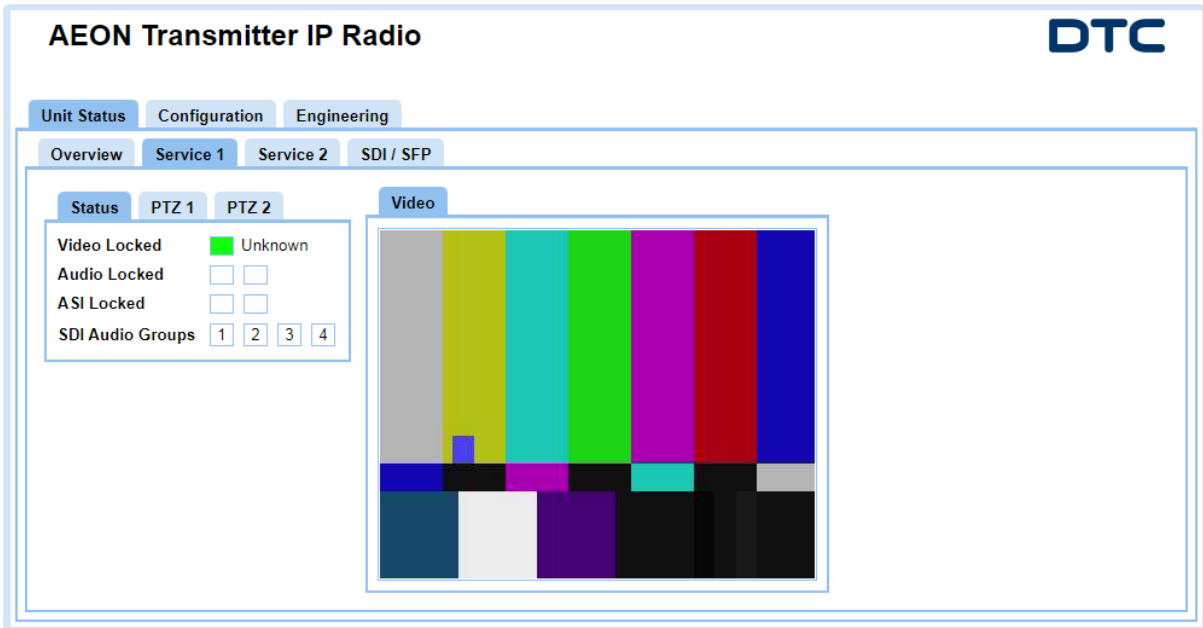 AEON Transmitter IP Radio
DTC
Unit Status Configuration Engineering
Overview Service 1 Service 2 SDI / SFP
Status PTZ 1 PTZ 2
Video
Video Locked Unknown
Audio Locked
ASI Locked
SDI Audio Groups 1 2 3 4